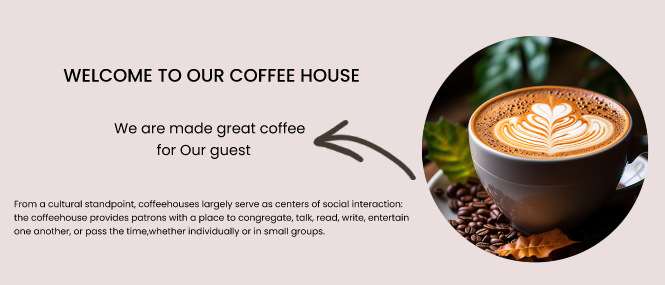 WELCOME TO OUR COFFEE HOUSE
We are made great coffee
for Our guest
From a cultural standpoint, coffeehouses largely serve as centers of social interaction:
the coffeehouse provides patrons with a place to congregate, talk, read, write, entertain
one another, or pass the time,whether individually or in small groups.